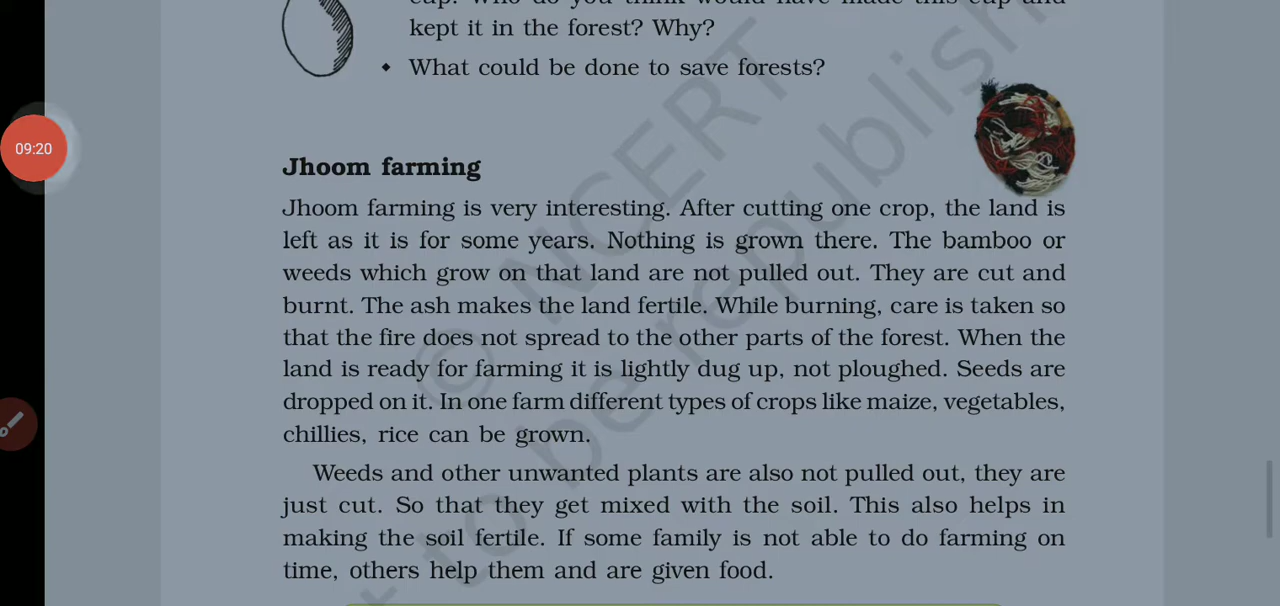 kept it in the forest? Why?
◆ What could be done to save forests?
09:20
Jhoom farming
Jhoom farming is very interesting. After cutting one crop, the land is
left as it is for some years. Nothing is grown there. The bamboo or
weeds which grow on that land are not pulled out. They are cut and
burnt. The ash makes the land fertile. While burning, care is taken so
that the fire does not spread to the other parts of the forest. When the
land is ready for farming it is lightly dug up, not ploughed. Seeds are
dropped on it. In one farm different types of crops like maize, vegetables,
chillies, rice can be grown.
Weeds and other unwanted plants are also not pulled out, they are
just cut. So that they get mixed with the soil. This also helps in
making the soil fertile. If some family is not able to do farming on
time, others help them and are given food.
© NCERT
to be republish